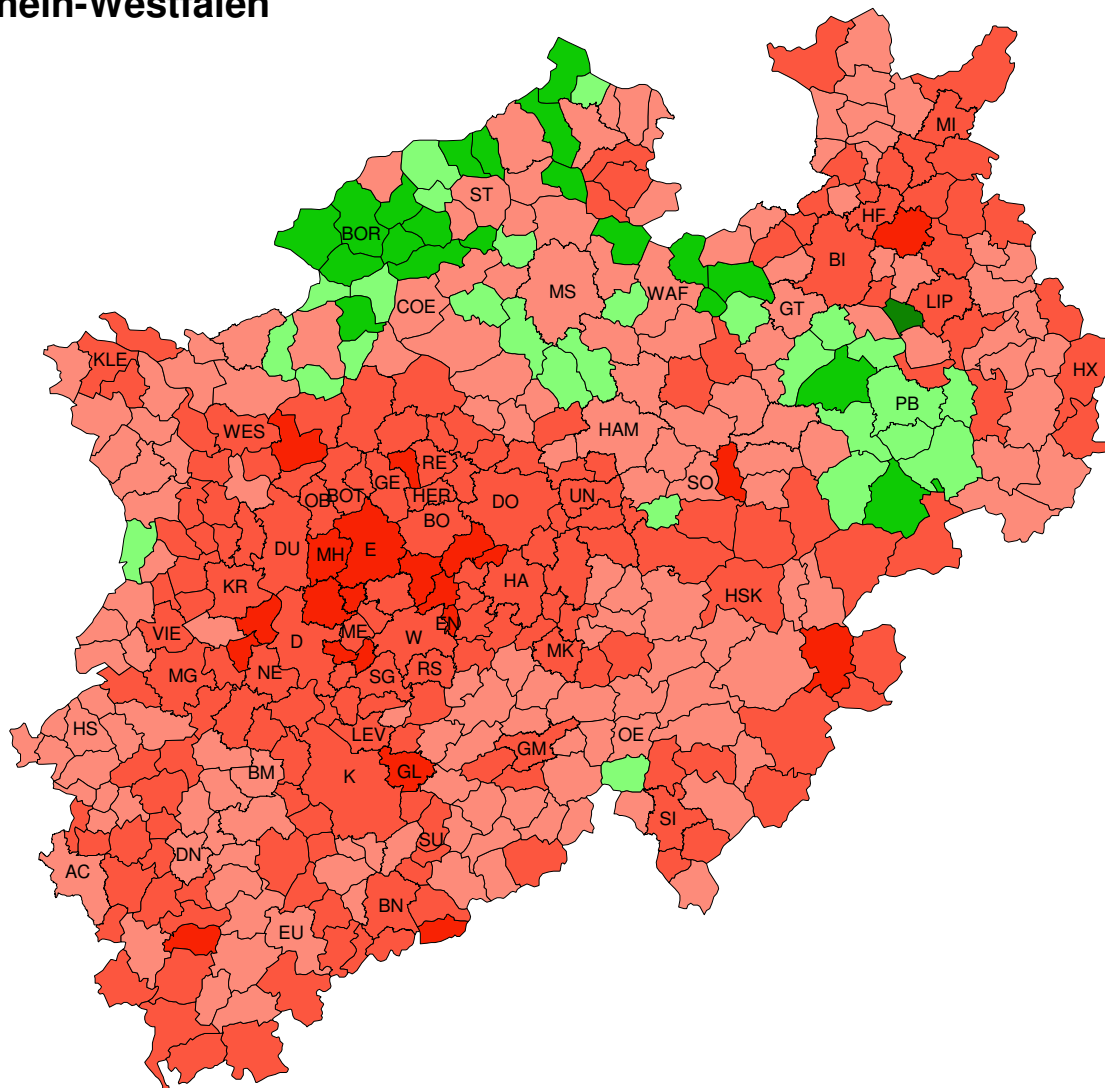 hein-Westfalen
MI
ST
HF
BOR
BI
MS
WAF
COE
GT
LIP
KLE
HX
PB
WES
HAM
RE
GE
SO
OB
BOT
HER
DO
UN
BO
DU
MH
E
HA
KR
HSK
EN
VIE
D
ME
W
MK
MG
NE
SG
RS
HS
LEV
OE
GM
BM
K
GL
SI
SU
DN
AC
BN
EU